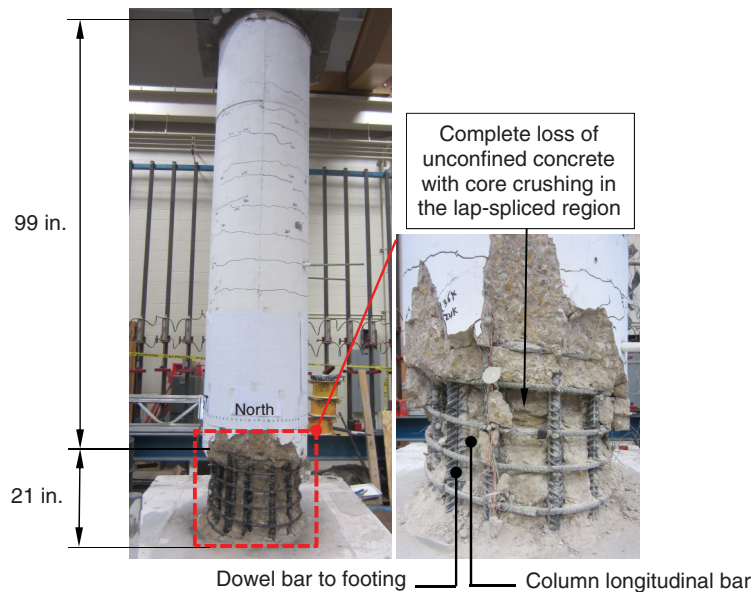 99 in.
21 in.
North
Complete loss of
unconfined concrete
with core crushing in
the lap-spliced region
36K
Dowel bar to footing
Column longitudinal bar